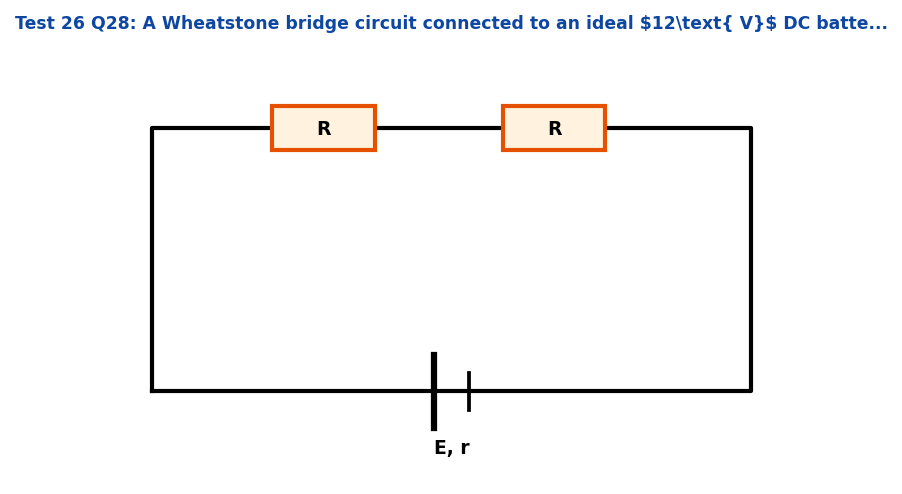 Test 26 Q28: A Wheatstone bridge circuit connected to an ideal $12\text{ V}$ DC batte...
R R
E, r